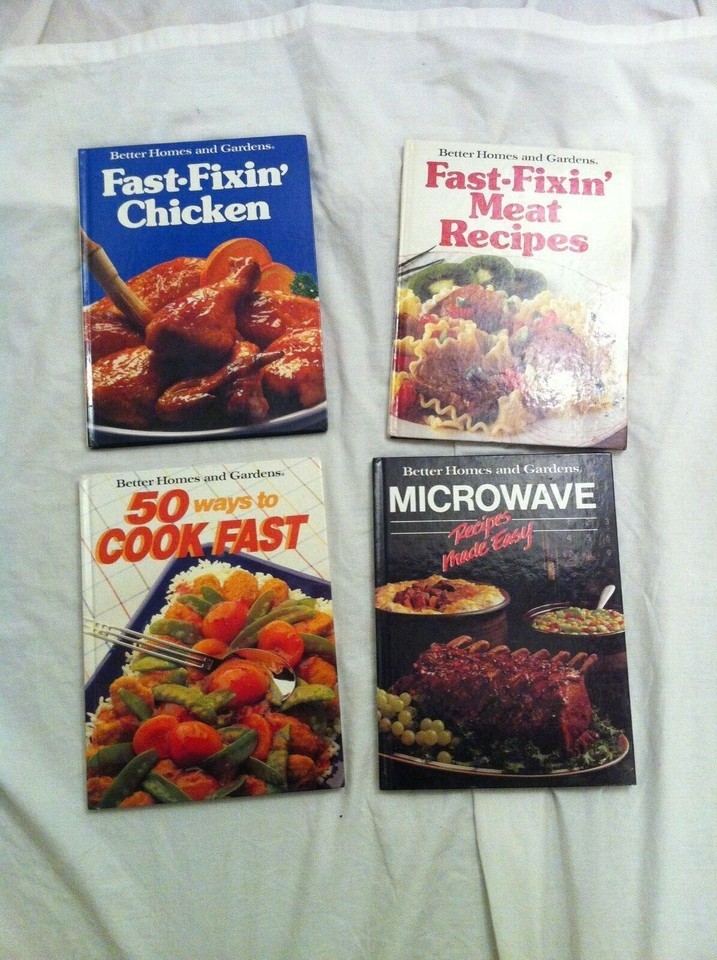 Better Homes and Gardens®
Fast-Fixin'
Chicken
Better Homes and Gardens®
Fast-Fixin'
Meat
Recipes
Better Homes and Gardens®
50 ways to
COOK FAST
Better Homes and Gardens®
MICROWAVE
Recipes
Made Easy